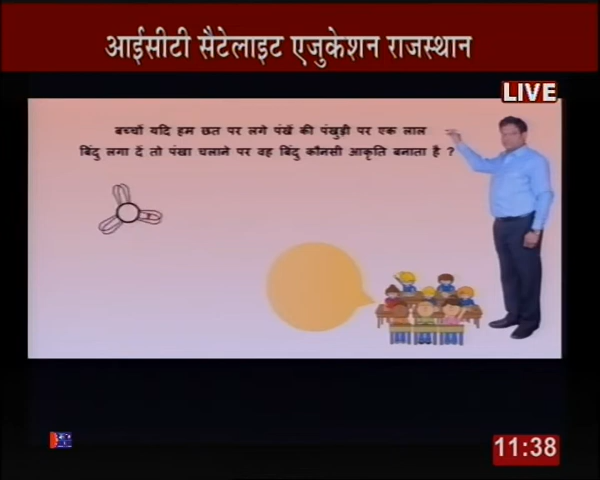 आईसीटी सैटेलाइट एजुकेशन राजस्थान
LIVE
बच्चों यदि हम छत पर लगे पंखें की पंखुड़ी पर एक लाल
बिंदु लगा दें तो पंखा चलाने पर वह बिंदु कौनसी आकृति बनाता है ?
11:38